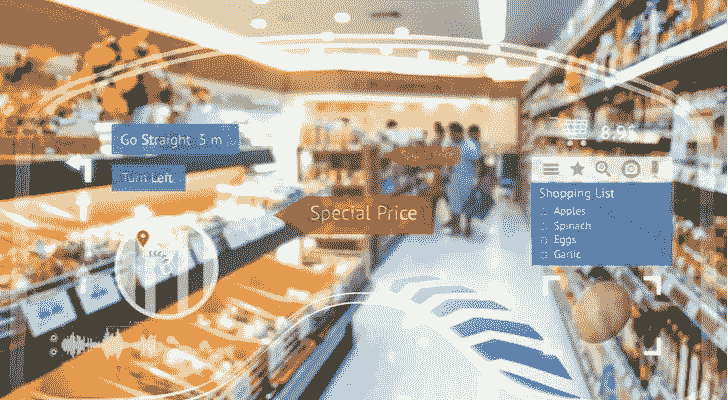 Go Straight 5 m
Turn Left
Special Price
8.95
Shopping List
Apples
Spinach
Eggs
Garlic